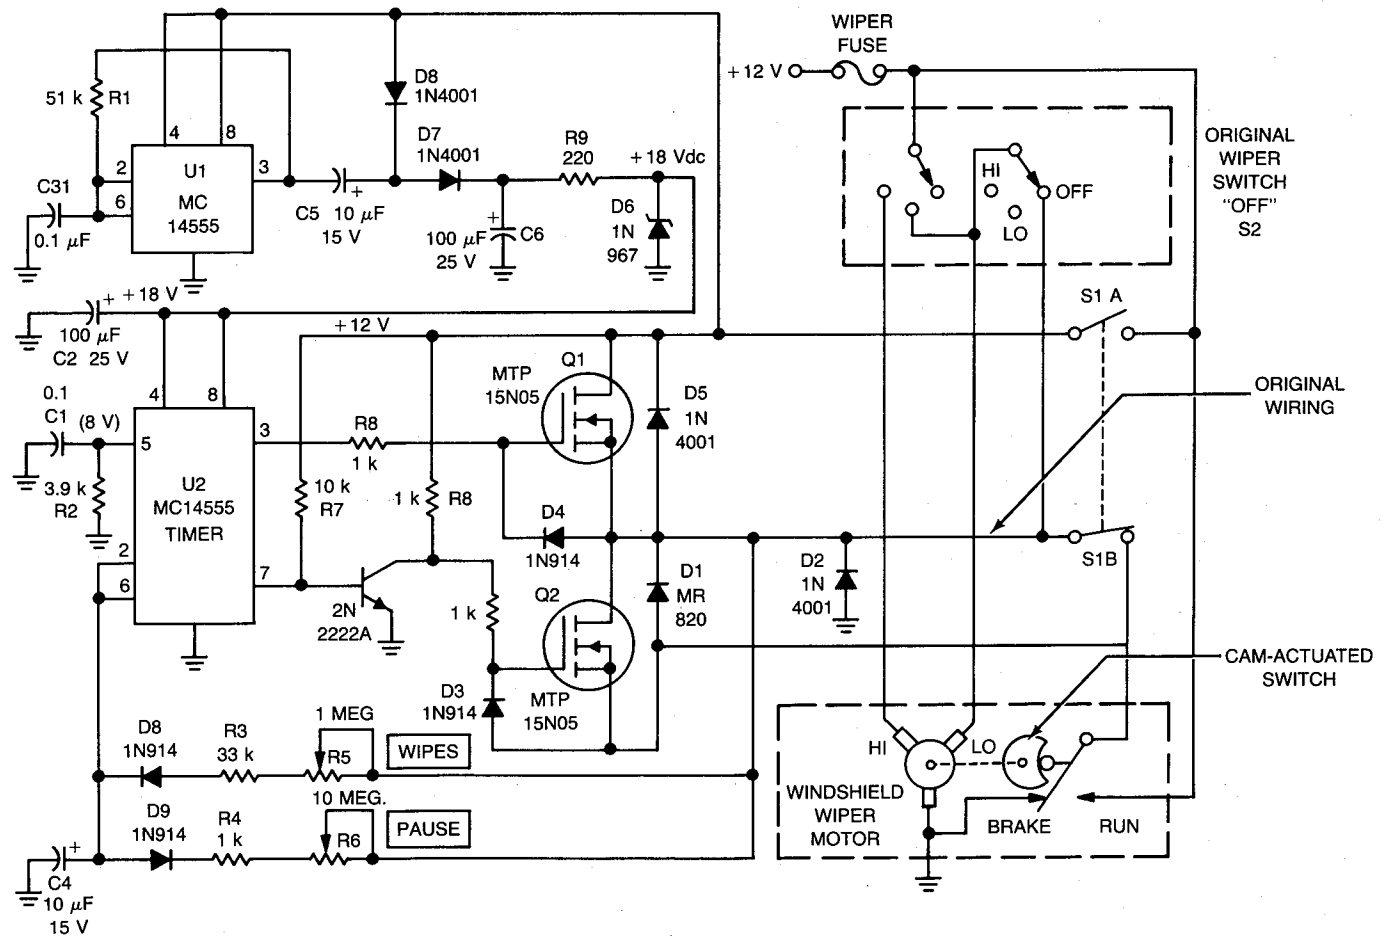 WIPER
FUSE
+12 V
D8
1N4001
51 k
R1
4
8
D7
1N4001
R9
220
+18 Vdc
ORIGINAL
WIPER
SWITCH
"OFF"
S2
U1
MC
14555
2
3
6
C31
0.1 µF
C5
10 µF
15 V
+
+
100 µF
25 V
C6
D6
1N
967
HI
OFF
LO
+
+18 V
100 µF
C2 25 V
+12 V
S1 A
Q1
MTP
15N05
D5
1N
4001
ORIGINAL
WIRING
0.1
C1
(8 V)
4
8
5
3
R8
1 k
3.9 k
R2
U2
MC14555
TIMER
10 k
R7
1 k
R8
D4
1N914
2
6
7
D2
1N
4001
S1B
2N
2222A
1 k
Q2
D1
MR
820
MTP
15N05
D3
1N914
CAM-ACTUATED
SWITCH
D8
1N914
R3
33 k
1 MEG
R5
WIPES
D9
1N914
R4
1 k
10 MEG.
R6
PAUSE
+
C4
10 µF
15 V
HI
LO
WINDSHIELD
WIPER
MOTOR
BRAKE
RUN